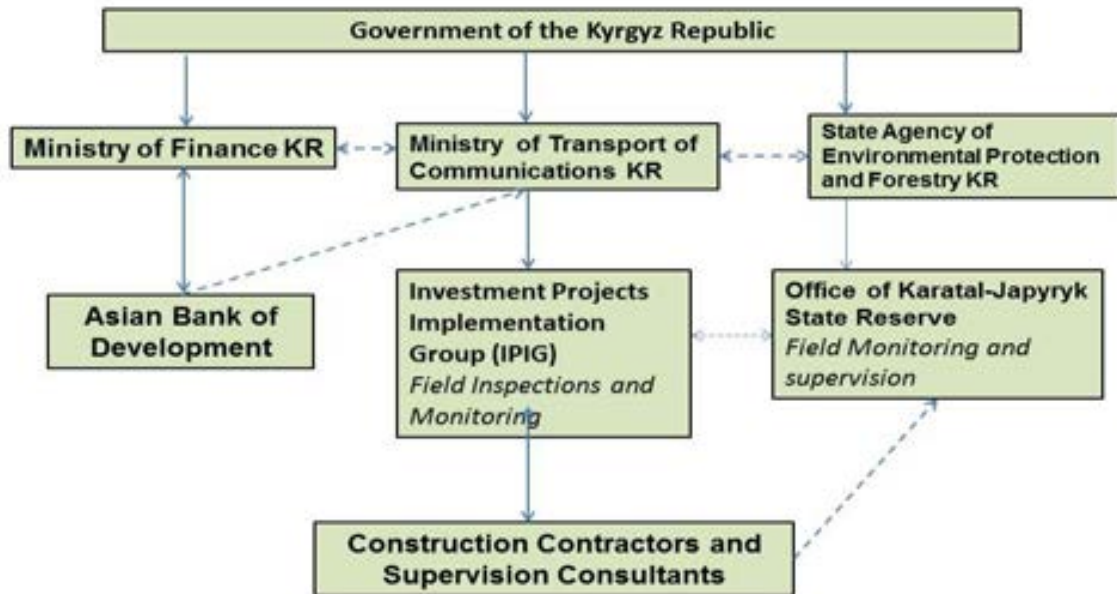 Government of the Kyrgyz Republic
Ministry of Finance KR
Ministry of Transport of
Communications KR
State Agency of
Environmental Protection
and Forestry KR
Asian Bank of
Development
Investment Projects
Implementation
Group (IPIG)
Field Inspections and
Monitoring
Office of Karatal-Japyryk
State Reserve
Field Monitoring and
supervision
Construction Contractors and
Supervision Consultants